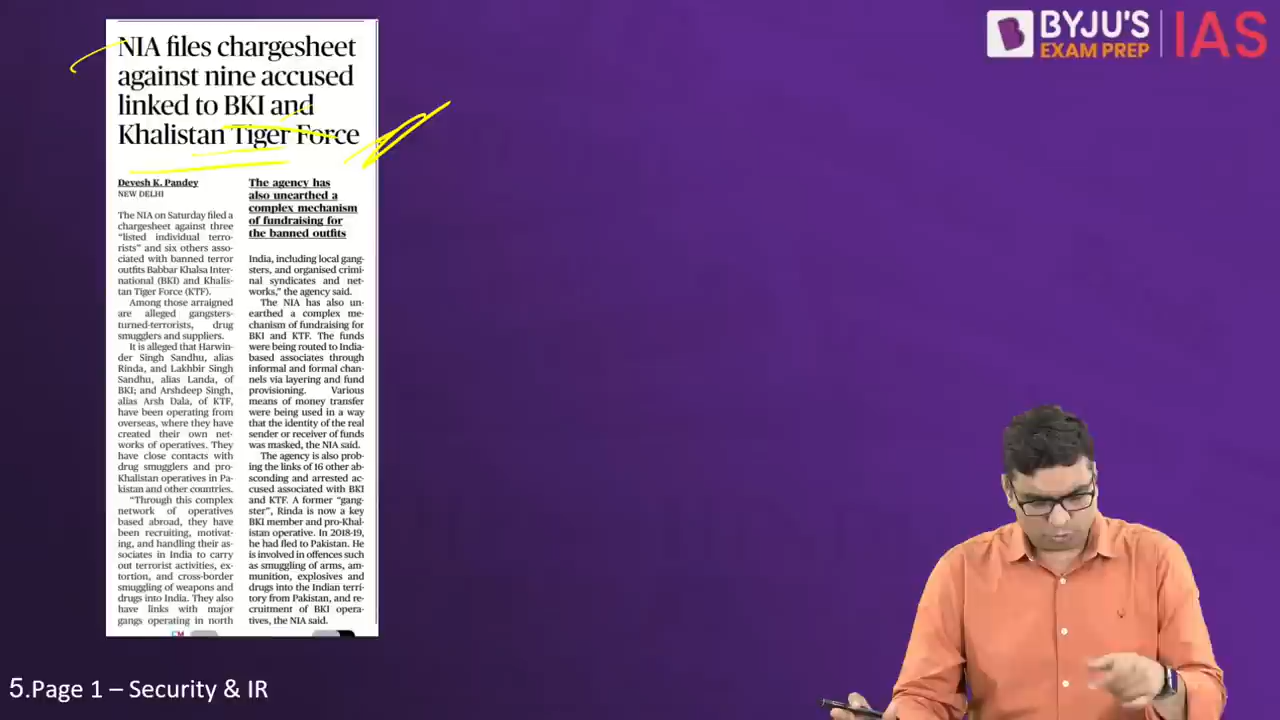 NIA files chargesheet
against nine accused
linked to BKI and
Khalistan Tiger Force
Devesh K. Pandey
NEW DELHI
The NIA on Saturday filed a
chargesheet against three
“listed individual terro-
rists” and six others asso-
ciated with banned terror
outfits Babbar Khalsa Inter-
national (BKI) and Khalis-
tan Tiger Force (KTF).
Among those arraigned
are alleged gangsters-
turned-terrorists, drug
smugglers and suppliers.
It is alleged that Harwin-
der Singh Sandhu, alias
Rinda, and Lakhbir Singh
Sandhu, alias Landa, of
BKI; and Arshdeep Singh,
alias Arsh Dala, of KTF,
have been operating from
overseas, where they have
created their own net-
works of operatives. They
have close contacts with
drug smugglers and pro-
Khalistan operatives in Pa-
kistan and other countries.
“Through this complex
network of operatives
based abroad, they have
been recruiting, motivat-
ing, and handling their as-
sociates in India to carry
out terrorist activities, ex-
tortion, and cross-border
smuggling of weapons and
drugs into India. They also
have links with major
gangs operating in north
The agency has
also unearthed a
complex mechanism
of fundraising for
the banned outfits
India, including local gang-
sters, and organised crimi-
nal syndicates and net-
works,” the agency said.
The NIA has also un-
earthed a complex me-
chanism of fundraising for
BKI and KTF. The funds
were being routed to India-
based associates through
informal and formal chan-
nels via layering and fund
provisioning. Various
means of money transfer
were being used in a way
that the identity of the real
sender or receiver of funds
was masked, the NIA said.
The agency is also prob-
ing the links of 16 other ab-
sconding and arrested ac-
cused associated with BKI
and KTF. A former “gang-
ster”, Rinda is now a key
BKI member and pro-Khal-
istan operative. In 2018-19,
he had fled to Pakistan. He
is involved in offences such
as smuggling of arms, am-
munition, explosives and
drugs into the Indian terri-
tory from Pakistan, and re-
cruitment of BKI opera-
tives, the NIA said.
BYJU'S
EXAM PREP
IAS
5.Page 1 – Security & IR